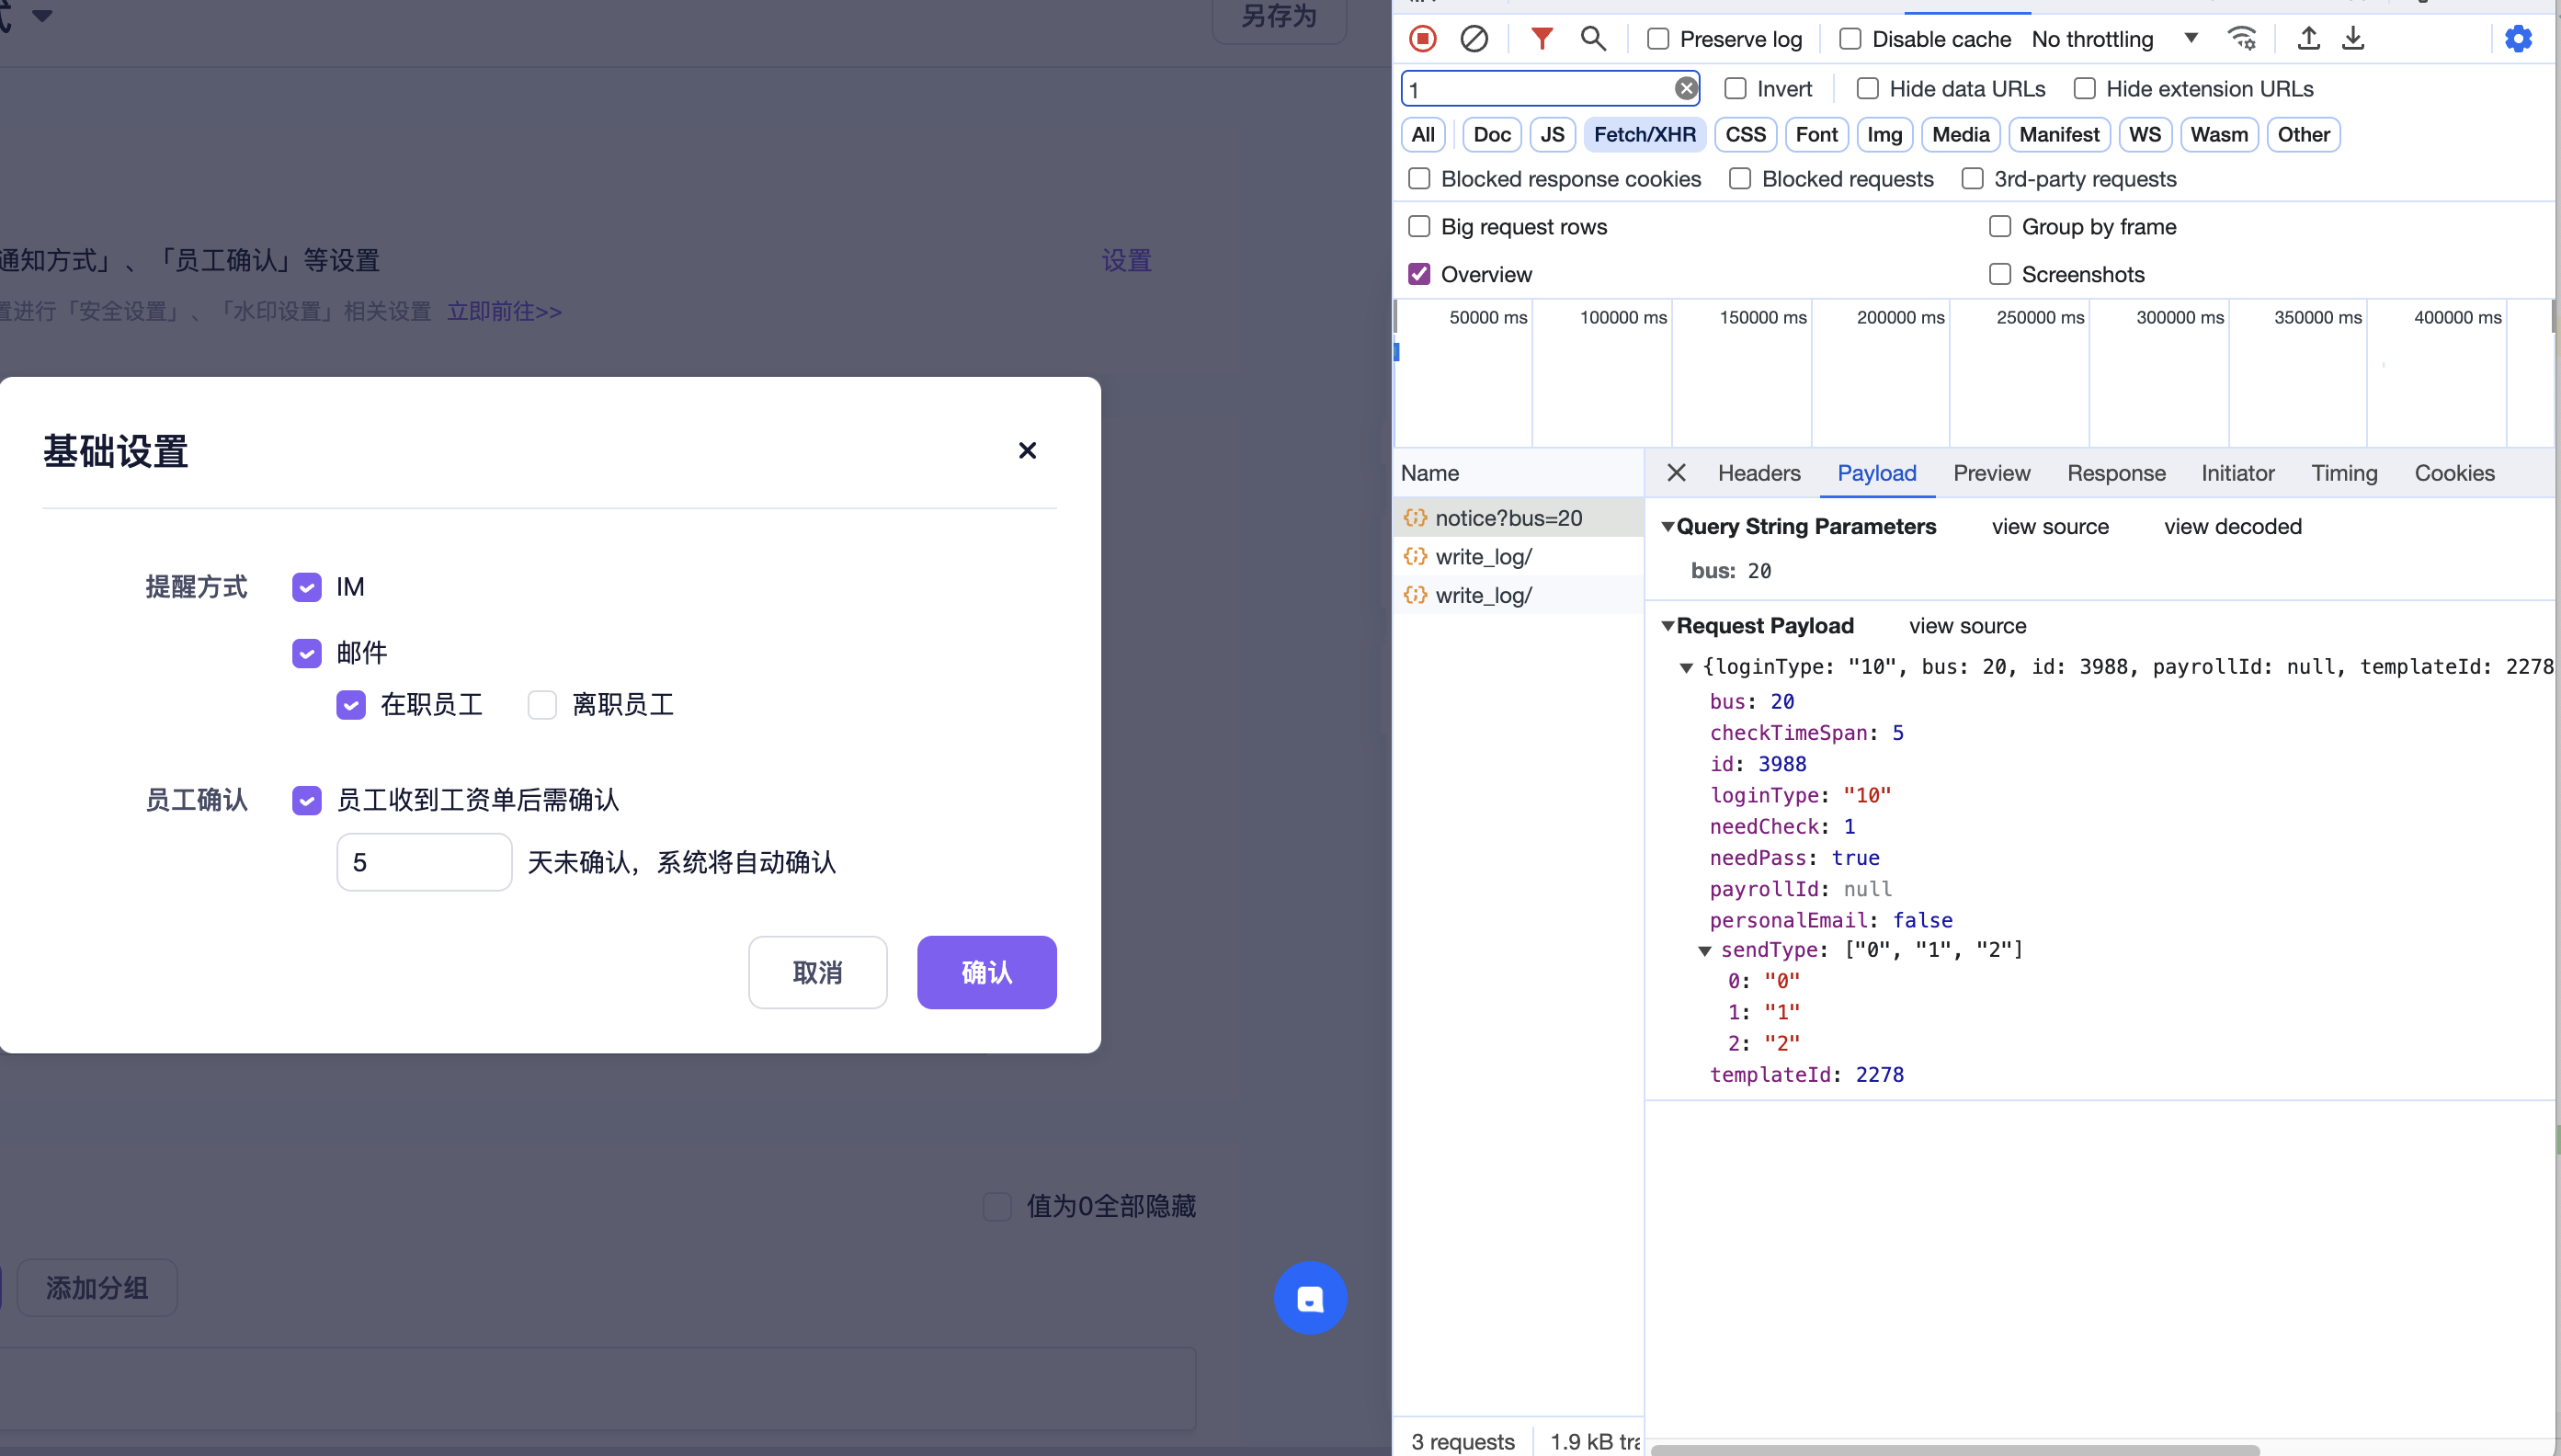 式
另存为
通知方式」、「员工确认」等设置
设置
置进行「安全设置」、「水印设置」相关设置 立即前往>>
基础设置
提醒方式
IM
邮件
在职员工
离职员工
员工确认
员工收到工资单后需确认
5
天未确认，系统将自动确认
取消
确认
值为0全部隐藏
添加分组
Preserve log
Disable cache
No throttling
1
Invert
Hide data URLs
Hide extension URLs
All
Doc
JS
Fetch/XHR
CSS
Font
Img
Media
Manifest
WS
Wasm
Other
Blocked response cookies
Blocked requests
3rd-party requests
Big request rows
Group by frame
Overview
Screenshots
50000 ms
100000 ms
150000 ms
200000 ms
250000 ms
300000 ms
350000 ms
400000 ms
Name
Headers
Payload
Preview
Response
Initiator
Timing
Cookies
notice?bus=20
write_log/
write_log/
Query String Parameters
view source
view decoded
bus: 20
Request Payload
view source
{loginType: "10", bus: 20, id: 3988, payrollId: null, templateId: 2278
bus: 20
checkTimeSpan: 5
id: 3988
loginType: "10"
needCheck: 1
needPass: true
payrollId: null
personalEmail: false
sendType: ["0", "1", "2"]
0: "0"
1: "1"
2: "2"
templateId: 2278
3 requests
1.9 kB tra